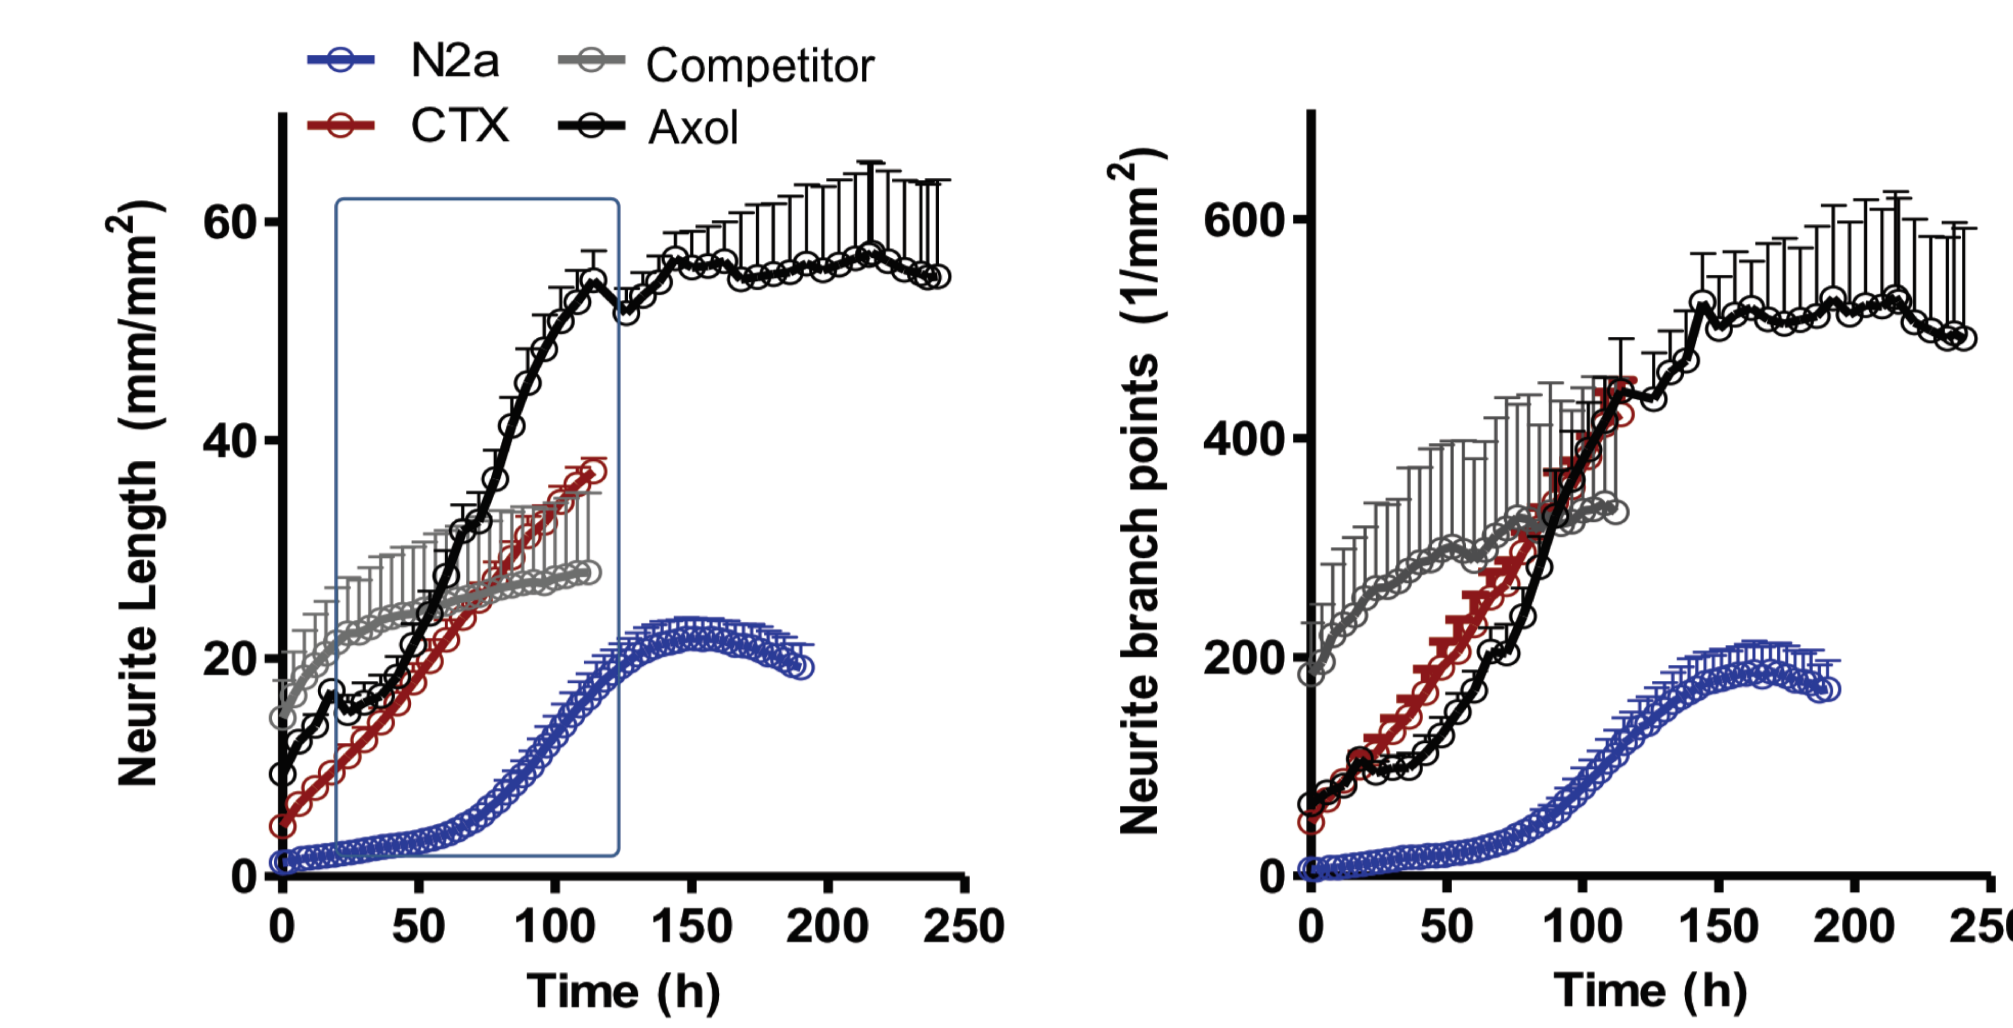 N2a
Competitor
CTX
Axol
Neurite Length (mm/mm²)
60
40
20
0
0 50 100 150 200 250
Time (h)
Neurite branch points (1/mm²)
600
400
200
0
0 50 100 150 200 25
Time (h)